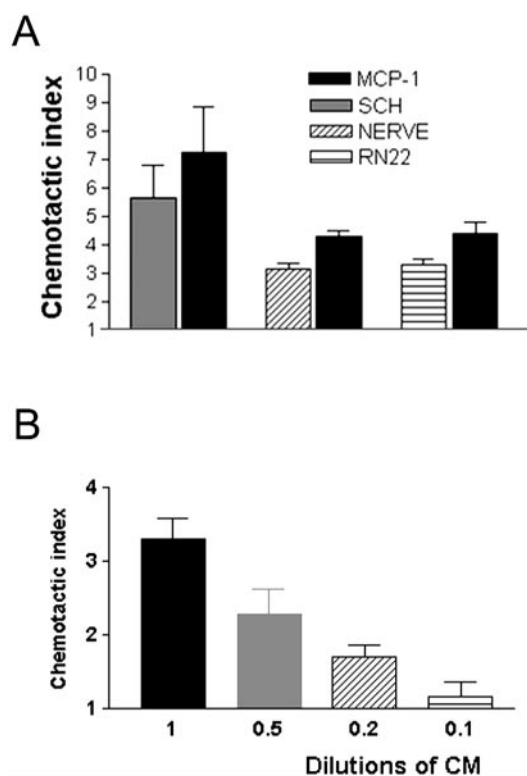 A
Chemotactic index
10
9
8
7
6
5
4
3
2
1
MCP-1
SCH
NERVE
RN22
B
Chemotactic index
4
3
2
1
1 0.5 0.2 0.1
Dilutions of CM